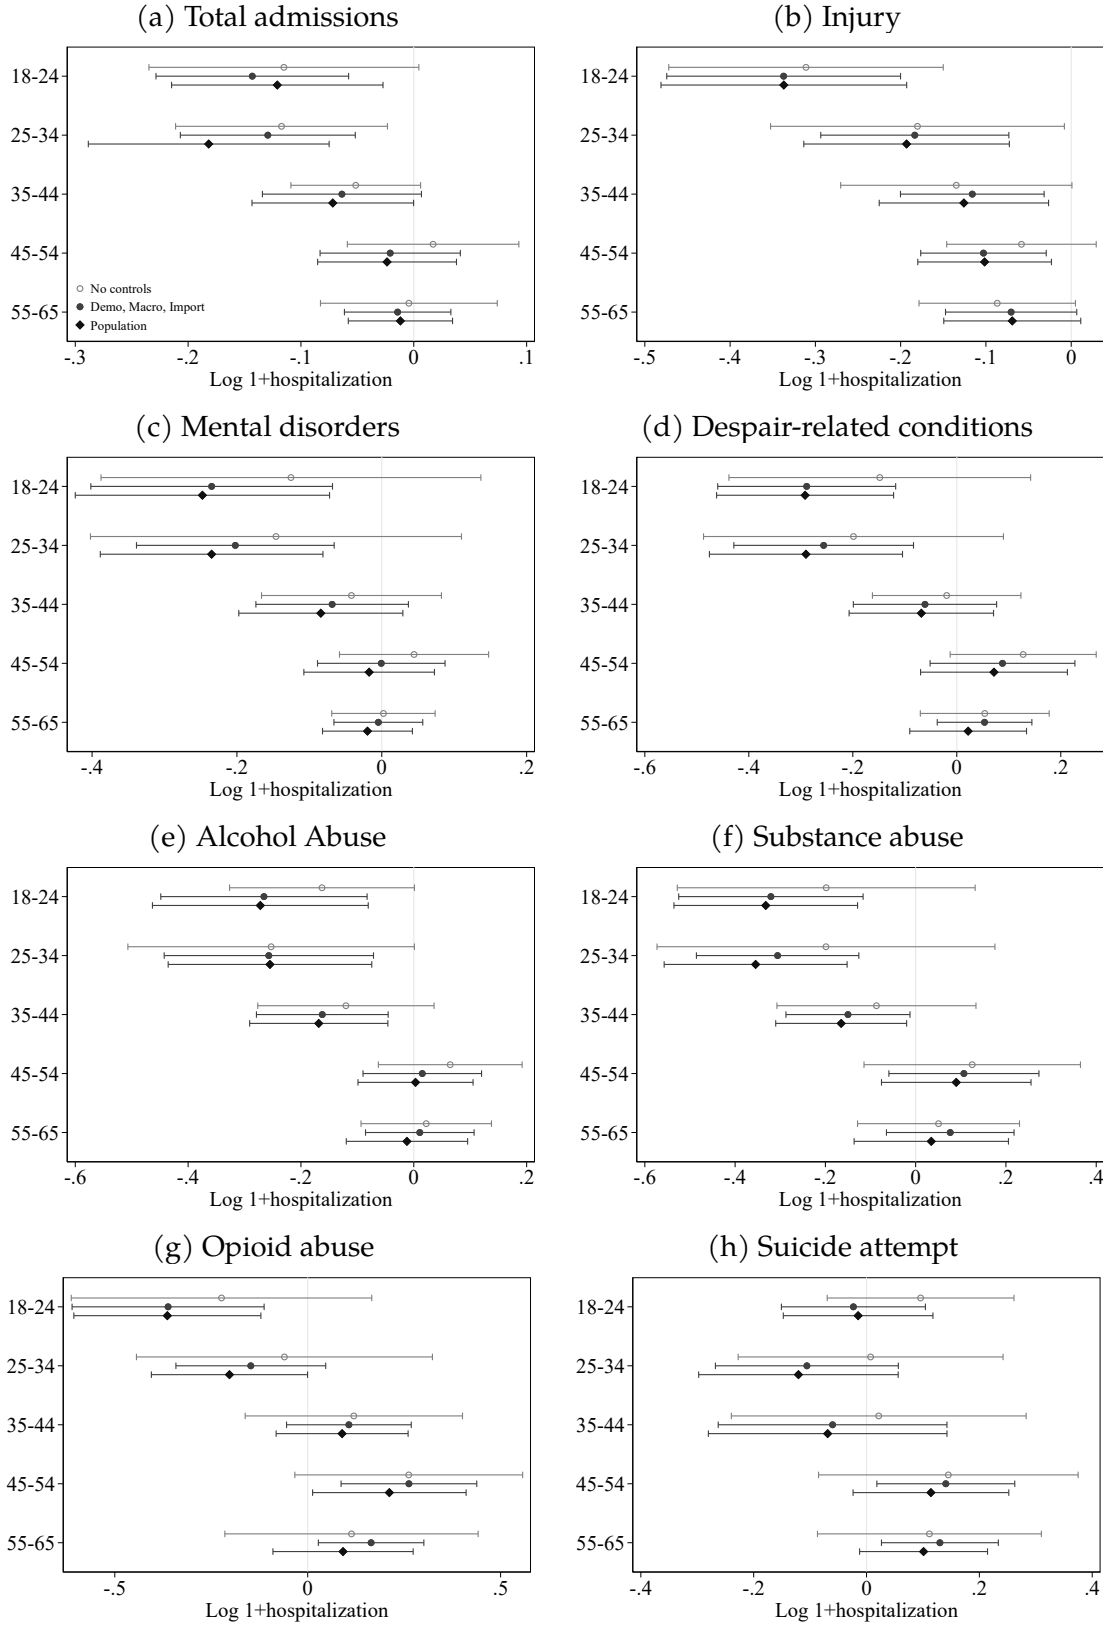 (a) Total admissions
18-24
25-34
35-44
45-54
55-65
No controls
Demo, Macro, Import
Population
-.3 -.2 -.1 0 .1
Log 1+hospitalization
(b) Injury
18-24
25-34
35-44
45-54
55-65
-.5 -.4 -.3 -.2 -.1 0
Log 1+hospitalization
(c) Mental disorders
18-24
25-34
35-44
45-54
55-65
-.4 -.2 0 .2
Log 1+hospitalization
(d) Despair-related conditions
18-24
25-34
35-44
45-54
55-65
-.6 -.4 -.2 0 .2
Log 1+hospitalization
(e) Alcohol Abuse
18-24
25-34
35-44
45-54
55-65
-.6 -.4 -.2 0 .2
Log 1+hospitalization
(f) Substance abuse
18-24
25-34
35-44
45-54
55-65
-.6 -.4 -.2 0 .2 .4
Log 1+hospitalization
(g) Opioid abuse
18-24
25-34
35-44
45-54
55-65
-.5 0 .5
Log 1+hospitalization
(h) Suicide attempt
18-24
25-34
35-44
45-54
55-65
-.4 -.2 0 .2 .4
Log 1+hospitalization